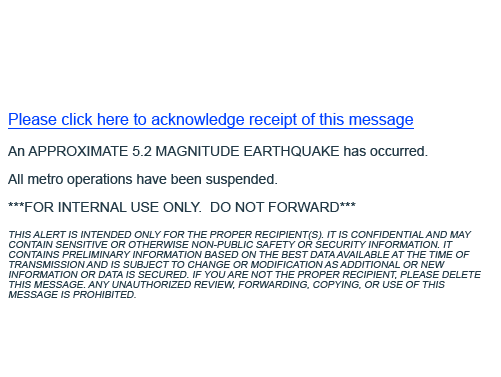 Please click here to acknowledge receipt of this message
An APPROXIMATE 5.2 MAGNITUDE EARTHQUAKE has occurred.
All metro operations have been suspended.
***FOR INTERNAL USE ONLY.  DO NOT FORWARD***
THIS ALERT IS INTENDED ONLY FOR THE PROPER RECIPIENT(S). IT IS CONFIDENTIAL AND MAY
CONTAIN SENSITIVE OR OTHERWISE NON-PUBLIC SAFETY OR SECURITY INFORMATION. IT
CONTAINS PRELIMINARY INFORMATION BASED ON THE BEST DATA AVAILABLE AT THE TIME OF
TRANSMISSION AND IS SUBJECT TO CHANGE OR MODIFICATION AS ADDITIONAL OR NEW
INFORMATION OR DATA IS SECURED. IF YOU ARE NOT THE PROPER RECIPIENT, PLEASE DELETE
THIS MESSAGE. ANY UNAUTHORIZED REVIEW, FORWARDING, COPYING, OR USE OF THIS
MESSAGE IS PROHIBITED.